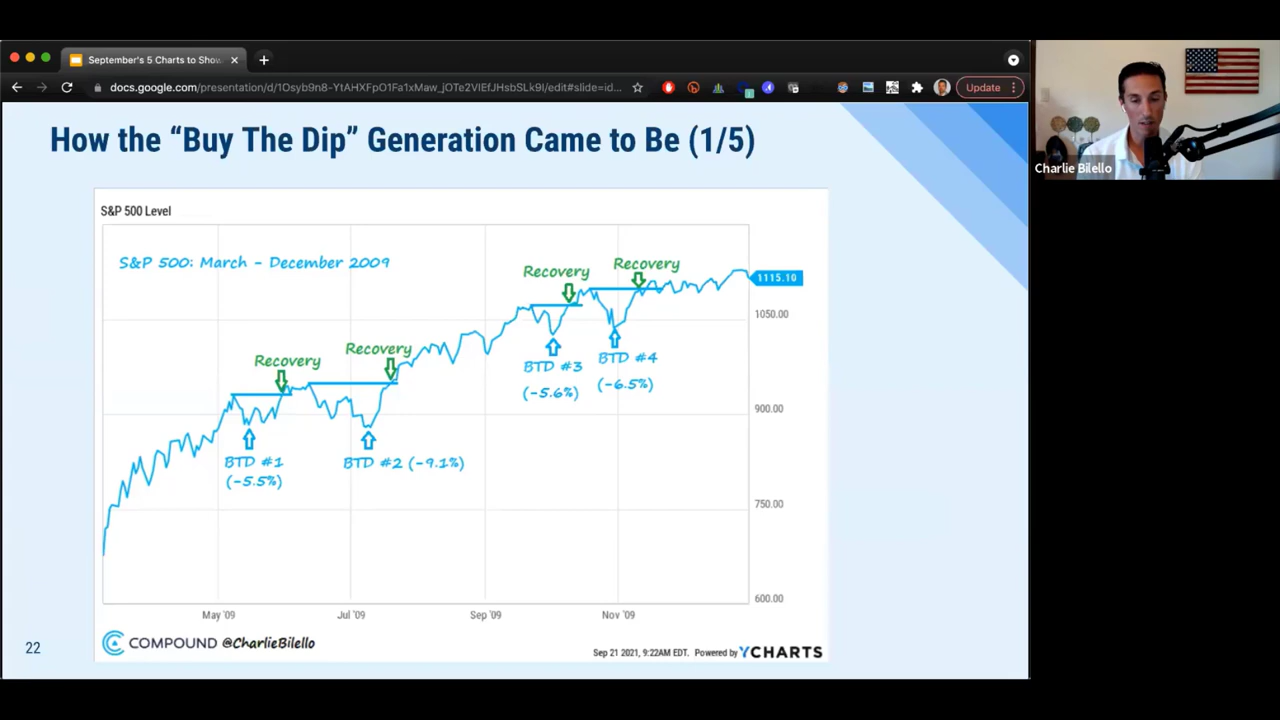 September's 5 Charts to Show
Update
docs.google.com/presentation/d/1Osyb9n8-YtAHXFpO1Fa1xMaw_jOTe2VIEfJHsbSLk9I/edit#slide=id...
How the “Buy The Dip” Generation Came to Be (1/5)
Charlie Bilello
S&P 500 Level
S&P 500: March - December 2009
Recovery
Recovery
1115.10
1050.00
Recovery
Recovery
BTD #3
(-5.6%)
BTD #4
(-6.5%)
900.00
BTD #1
(-5.5%)
BTD #2 (-9.1%)
750.00
600.00
May '09
Jul '09
Sep '09
Nov '09
COMPOUND @CharlieBilello
Sep 21 2021, 9:22AM EDT. Powered by YCHARTS
22